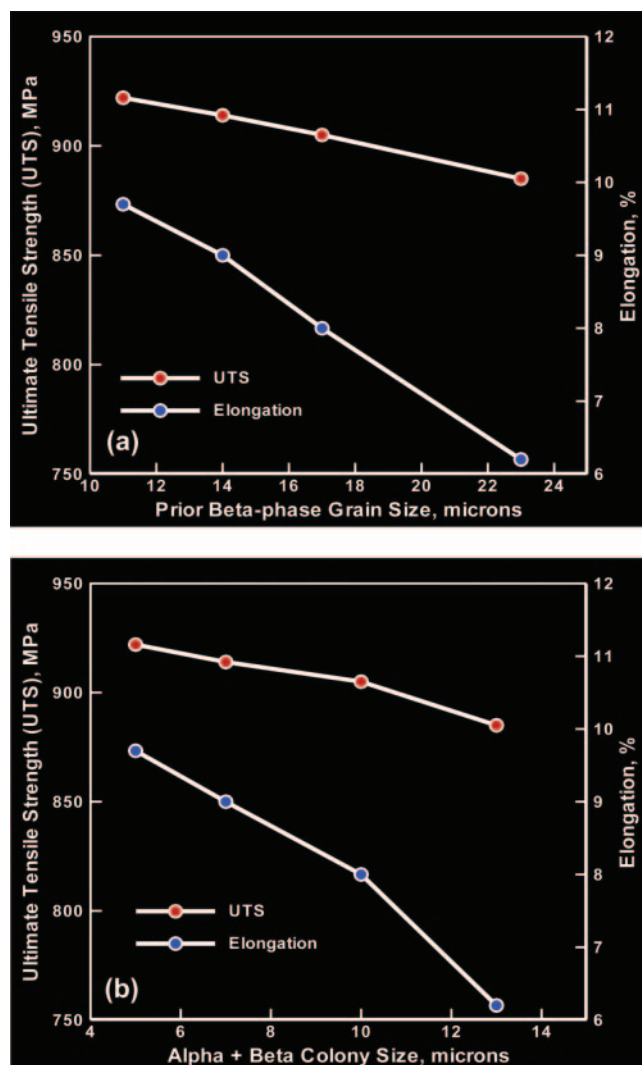 950
900
850
800
750
Ultimate Tensile Strength (UTS), MPa
12
11
10
9
8
7
6
Elongation, %
UTS
Elongation
(a)
10 12 14 16 18 20 22 24
Prior Beta-phase Grain Size, microns
950
900
850
800
750
Ultimate Tensile Strength (UTS), MPa
12
11
10
9
8
7
6
Elongation, %
UTS
Elongation
(b)
4 6 8 10 12 14
Alpha + Beta Colony Size, microns